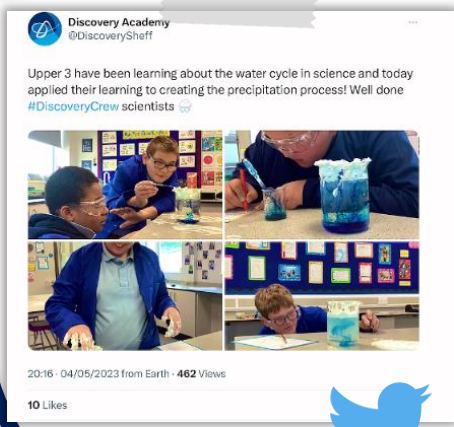 Discovery Academy
@DiscoverySheff
Upper 3 have been learning about the water cycle in science and today
applied their learning to creating the precipitation process! Well done
#DiscoveryCrew scientists 🌧
20:16 · 04/05/2023 from Earth · 462 Views
10 Likes